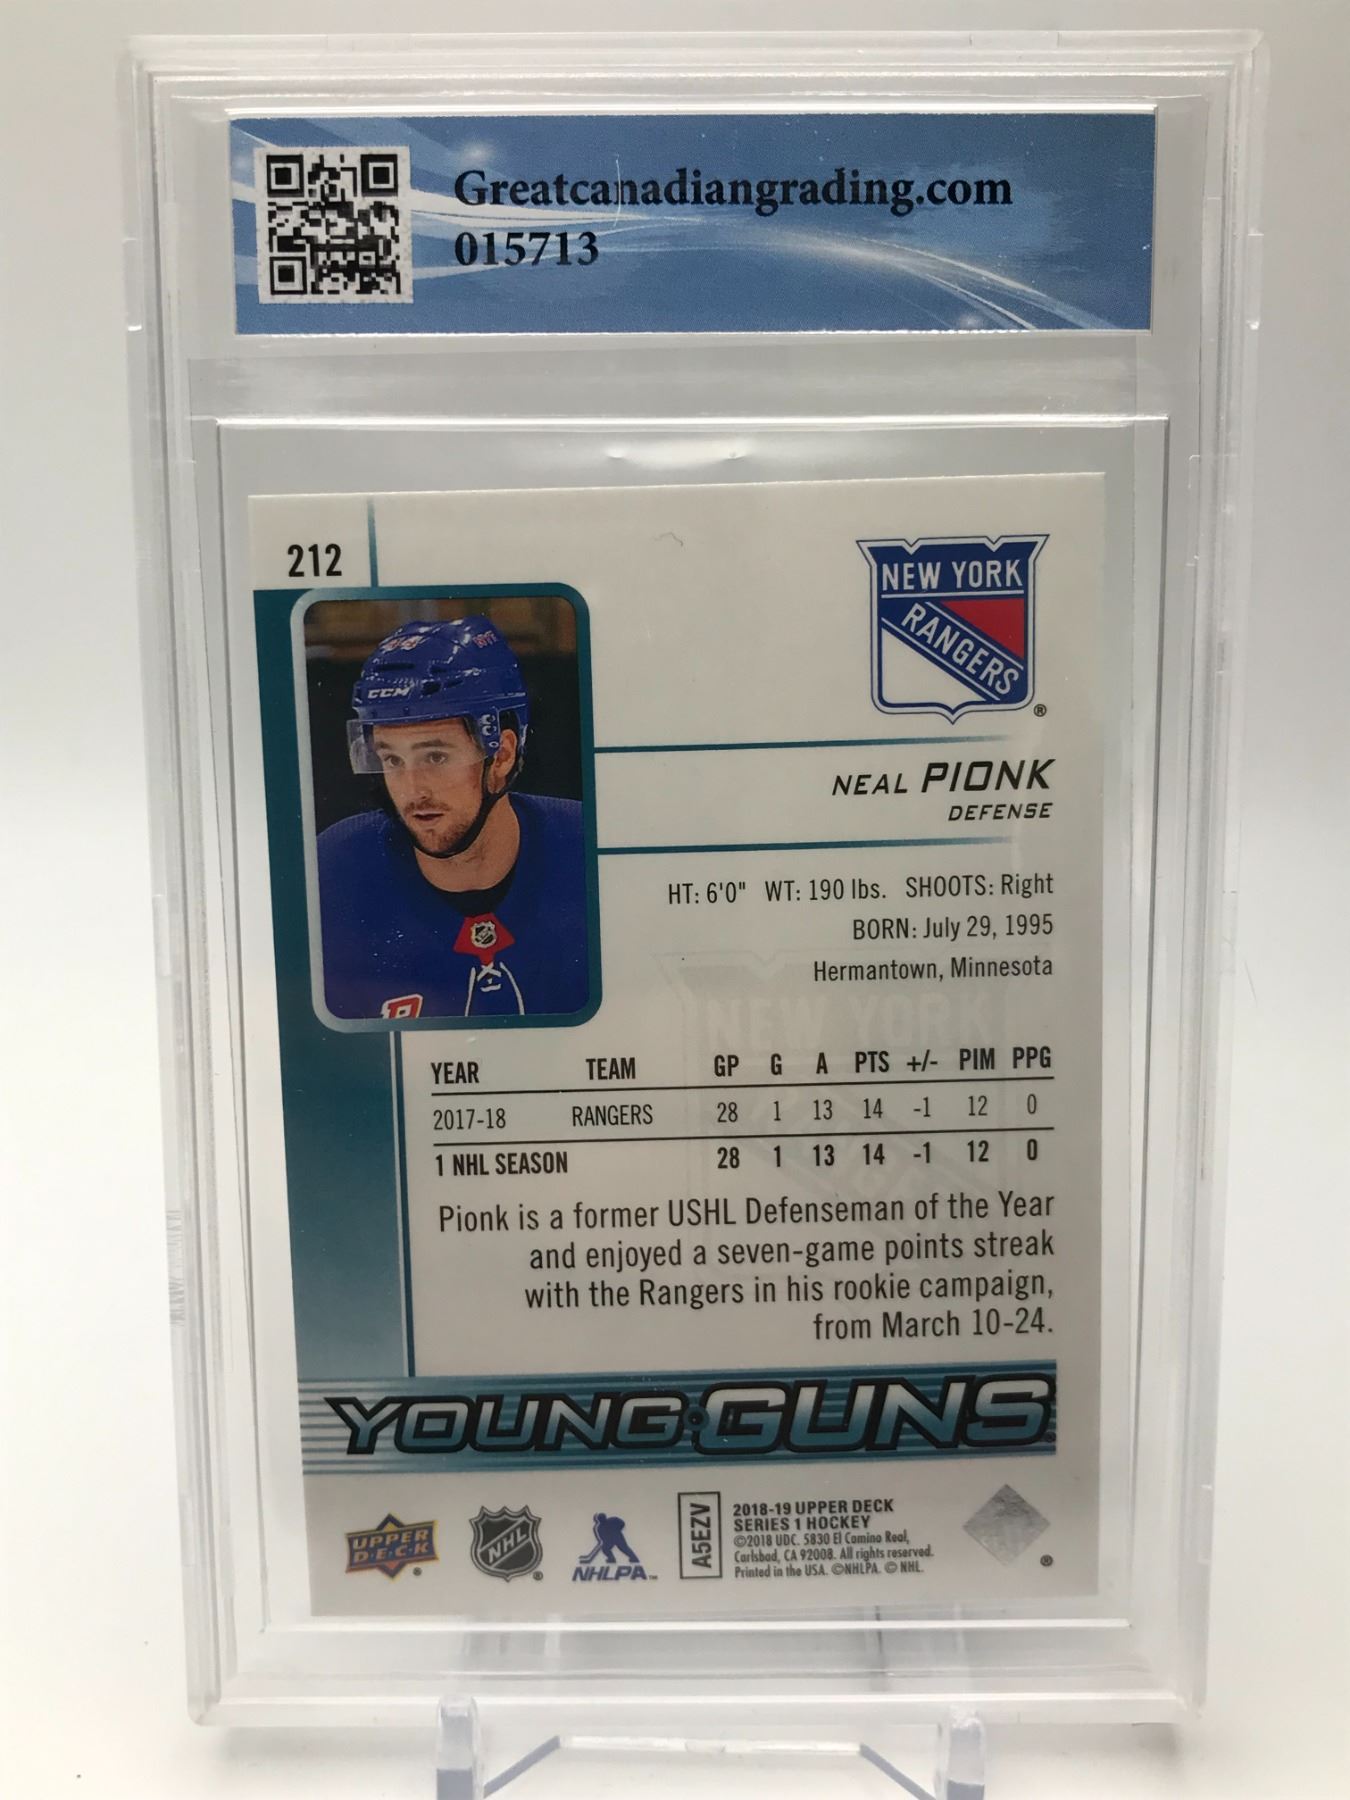 Greatcanadiangrading.com
015713
212
NEW YORK
RANGERS
®
CCM
NEAL PIONK
DEFENSE
HT: 6'0" WT: 190 lbs. SHOOTS: Right
BORN: July 29, 1995
Hermantown, Minnesota
NEW YORK
YEAR TEAM GP G A PTS +/- PIM PPG
2017-18 RANGERS 28 1 13 14 -1 12 0
1 NHL SEASON 28 1 13 14 -1 12 0
Pionk is a former USHL Defenseman of the Year
and enjoyed a seven-game points streak
with the Rangers in his rookie campaign,
from March 10-24.
YOUNG GUNS
UPPER
DECK
®
NHL
®
NHLPA™
A5EZV
2018-19 UPPER DECK
SERIES 1 HOCKEY
©2018 UDC. 5830 El Camino Real,
Carlsbad, CA 92008. All rights reserved.
Printed in the USA. ©NHLPA. © NHL.
®